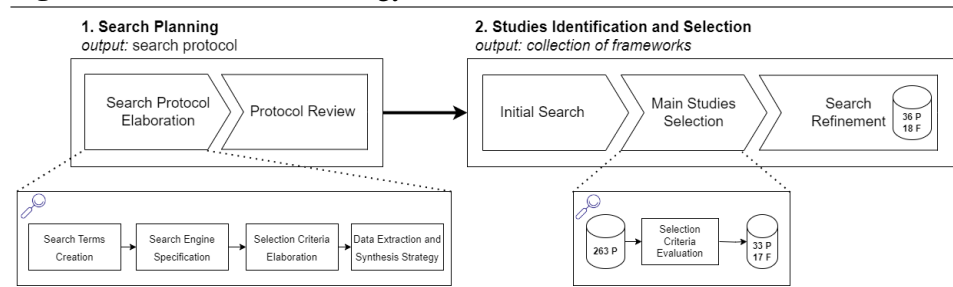 1. Search Planning
output: search protocol
2. Studies Identification and Selection
output: collection of frameworks
Search Protocol
Elaboration
Protocol Review
Initial Search
Main Studies
Selection
Search
Refinement
36 P
18 F
Search Terms
Creation
Search Engine
Specification
Selection Criteria
Elaboration
Data Extraction and
Synthesis Strategy
263 P
Selection
Criteria
Evaluation
33 P
17 F